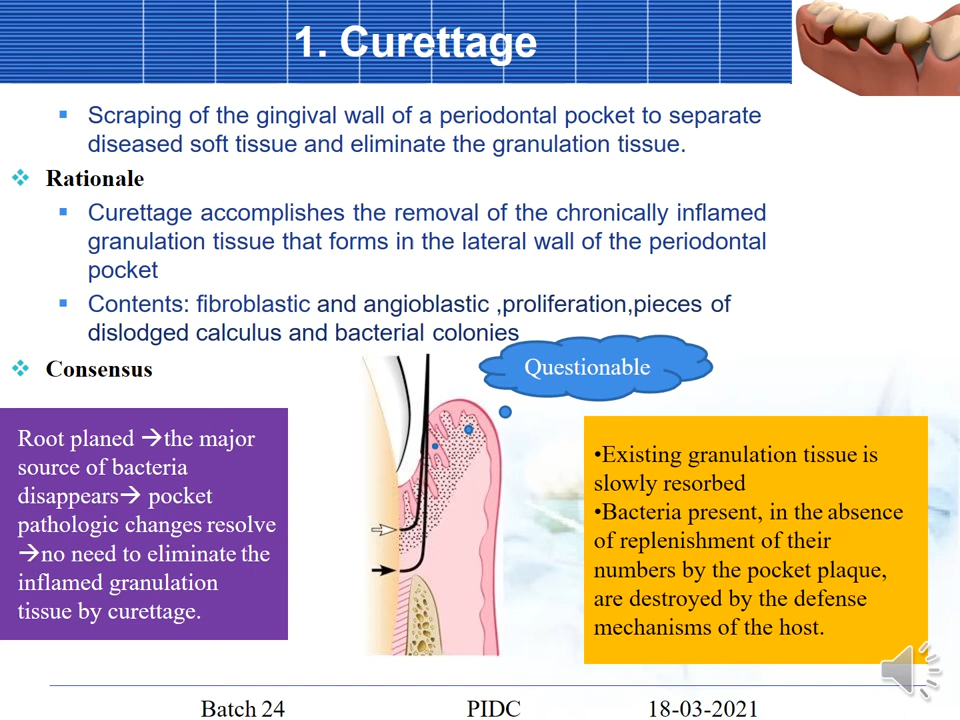 1. Curettage
▪ Scraping of the gingival wall of a periodontal pocket to separate
diseased soft tissue and eliminate the granulation tissue.
❖ Rationale
▪ Curettage accomplishes the removal of the chronically inflamed
granulation tissue that forms in the lateral wall of the periodontal
pocket
▪ Contents: fibroblastic and angioblastic ,proliferation,pieces of
dislodged calculus and bacterial colonies
❖ Consensus
Questionable
Root planed →the major
source of bacteria
disappears→ pocket
pathologic changes resolve
→no need to eliminate the
inflamed granulation
tissue by curettage.
•Existing granulation tissue is
slowly resorbed
•Bacteria present, in the absence
of replenishment of their
numbers by the pocket plaque,
are destroyed by the defense
mechanisms of the host.
Batch 24 PIDC 18-03-2021